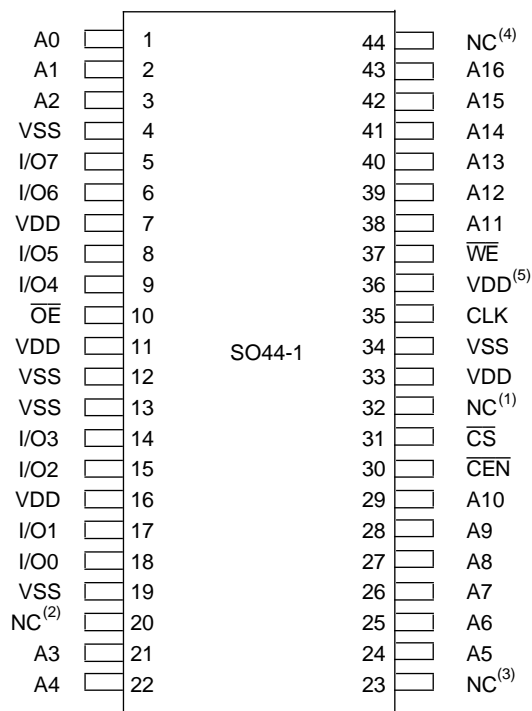 A0 1 44 NC(4)
A1 2 43 A16
A2 3 42 A15
VSS 4 41 A14
I/O7 5 40 A13
I/O6 6 39 A12
VDD 7 38 A11
I/O5 8 37 W̅E̅
I/O4 9 36 VDD(5)
O̅E̅ 10 35 CLK
VDD 11 34 VSS
SO44-1
VSS 12 33 VDD
VSS 13 32 NC(1)
I/O3 14 31 C̅S̅
I/O2 15 30 C̅E̅N̅
VDD 16 29 A10
I/O1 17 28 A9
I/O0 18 27 A8
VSS 19 26 A7
NC(2) 20 25 A6
A3 21 24 A5
A4 22 23 NC(3)